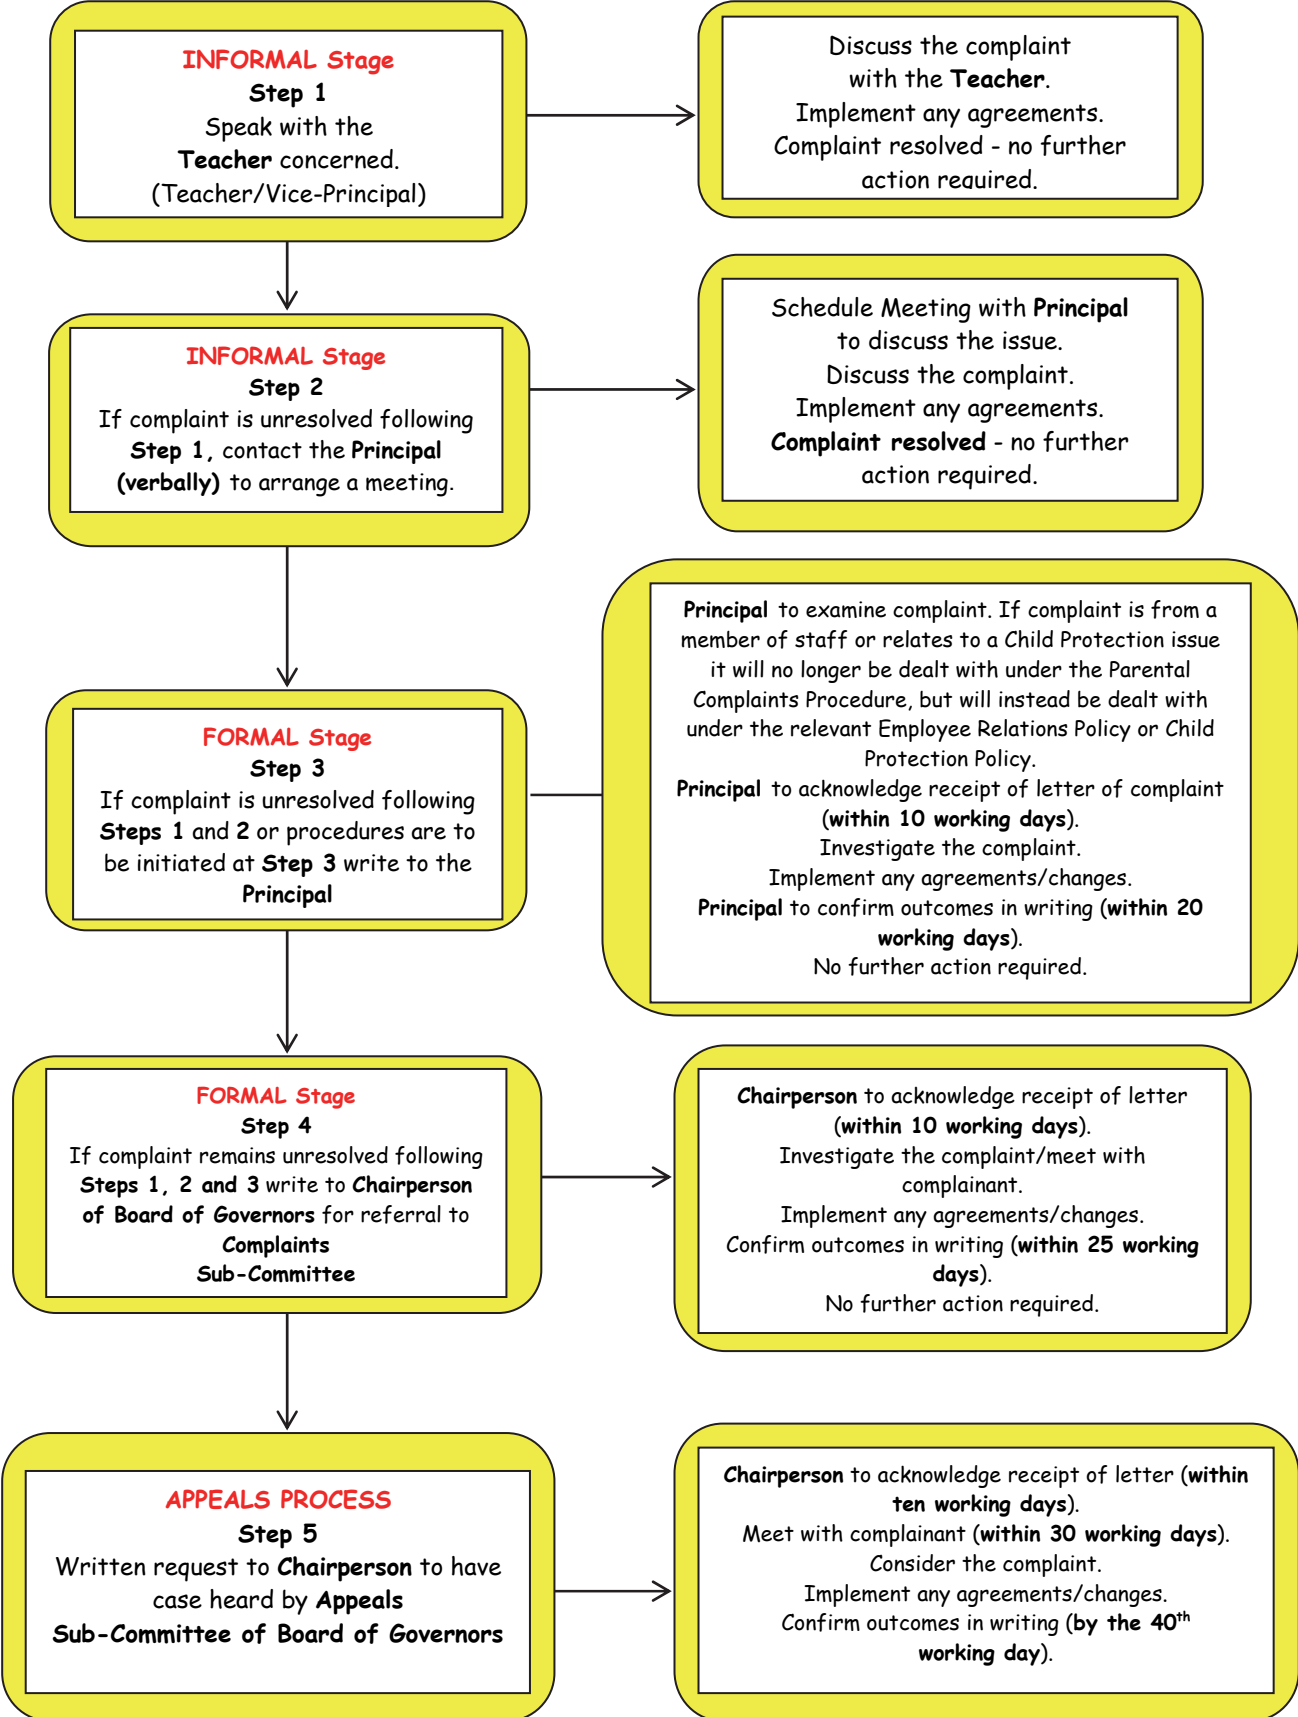 INFORMAL Stage
Step 1
Speak with the
Teacher concerned.
(Teacher/Vice-Principal)
Discuss the complaint
with the Teacher.
Implement any agreements.
Complaint resolved - no further
action required.
INFORMAL Stage
Step 2
If complaint is unresolved following
Step 1, contact the Principal
(verbally) to arrange a meeting.
Schedule Meeting with Principal
to discuss the issue.
Discuss the complaint.
Implement any agreements.
Complaint resolved - no further
action required.
FORMAL Stage
Step 3
If complaint is unresolved following
Steps 1 and 2 or procedures are to
be initiated at Step 3 write to the
Principal
Principal to examine complaint. If complaint is from a
member of staff or relates to a Child Protection issue
it will no longer be dealt with under the Parental
Complaints Procedure, but will instead be dealt with
under the relevant Employee Relations Policy or Child
Protection Policy.
Principal to acknowledge receipt of letter of complaint
(within 10 working days).
Investigate the complaint.
Implement any agreements/changes.
Principal to confirm outcomes in writing (within 20
working days).
No further action required.
FORMAL Stage
Step 4
If complaint remains unresolved following
Steps 1, 2 and 3 write to Chairperson
of Board of Governors for referral to
Complaints
Sub-Committee
Chairperson to acknowledge receipt of letter
(within 10 working days).
Investigate the complaint/meet with
complainant.
Implement any agreements/changes.
Confirm outcomes in writing (within 25 working
days).
No further action required.
APPEALS PROCESS
Step 5
Written request to Chairperson to have
case heard by Appeals
Sub-Committee of Board of Governors
Chairperson to acknowledge receipt of letter (within
ten working days).
Meet with complainant (within 30 working days).
Consider the complaint.
Implement any agreements/changes.
Confirm outcomes in writing (by the 40th
working day).